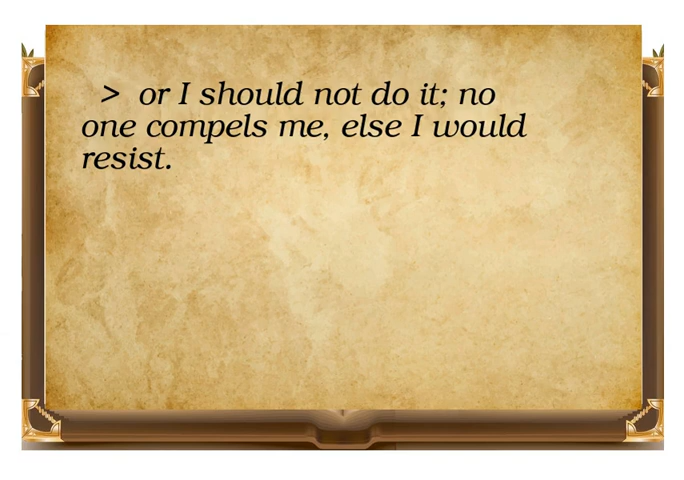 > or I should not do it; no
one compels me, else I would
resist.